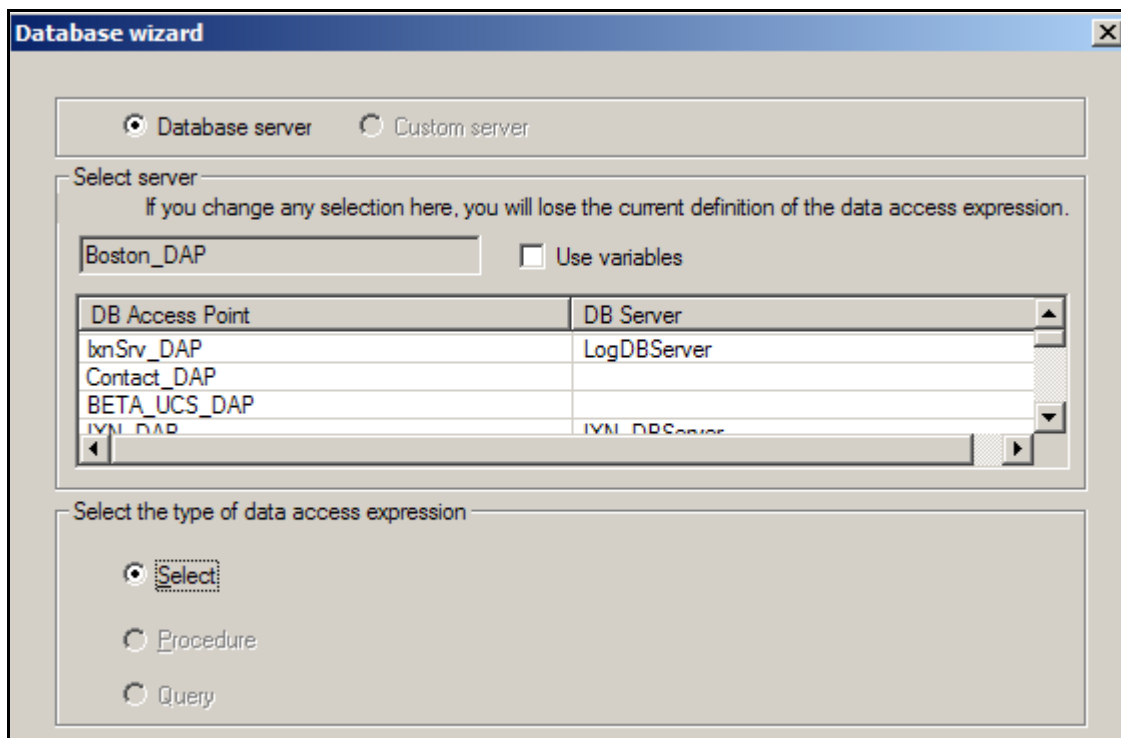 Database wizard
Database server Custom server
Select server
If you change any selection here, you will lose the current definition of the data access expression.
Boston_DAP Use variables
DB Access Point DB Server
IxnSrv_DAP LogDBServer
Contact_DAP
BETA_UCS_DAP
IXN_DAP IXN_DBServer
Select the type of data access expression
Select
Procedure
Query